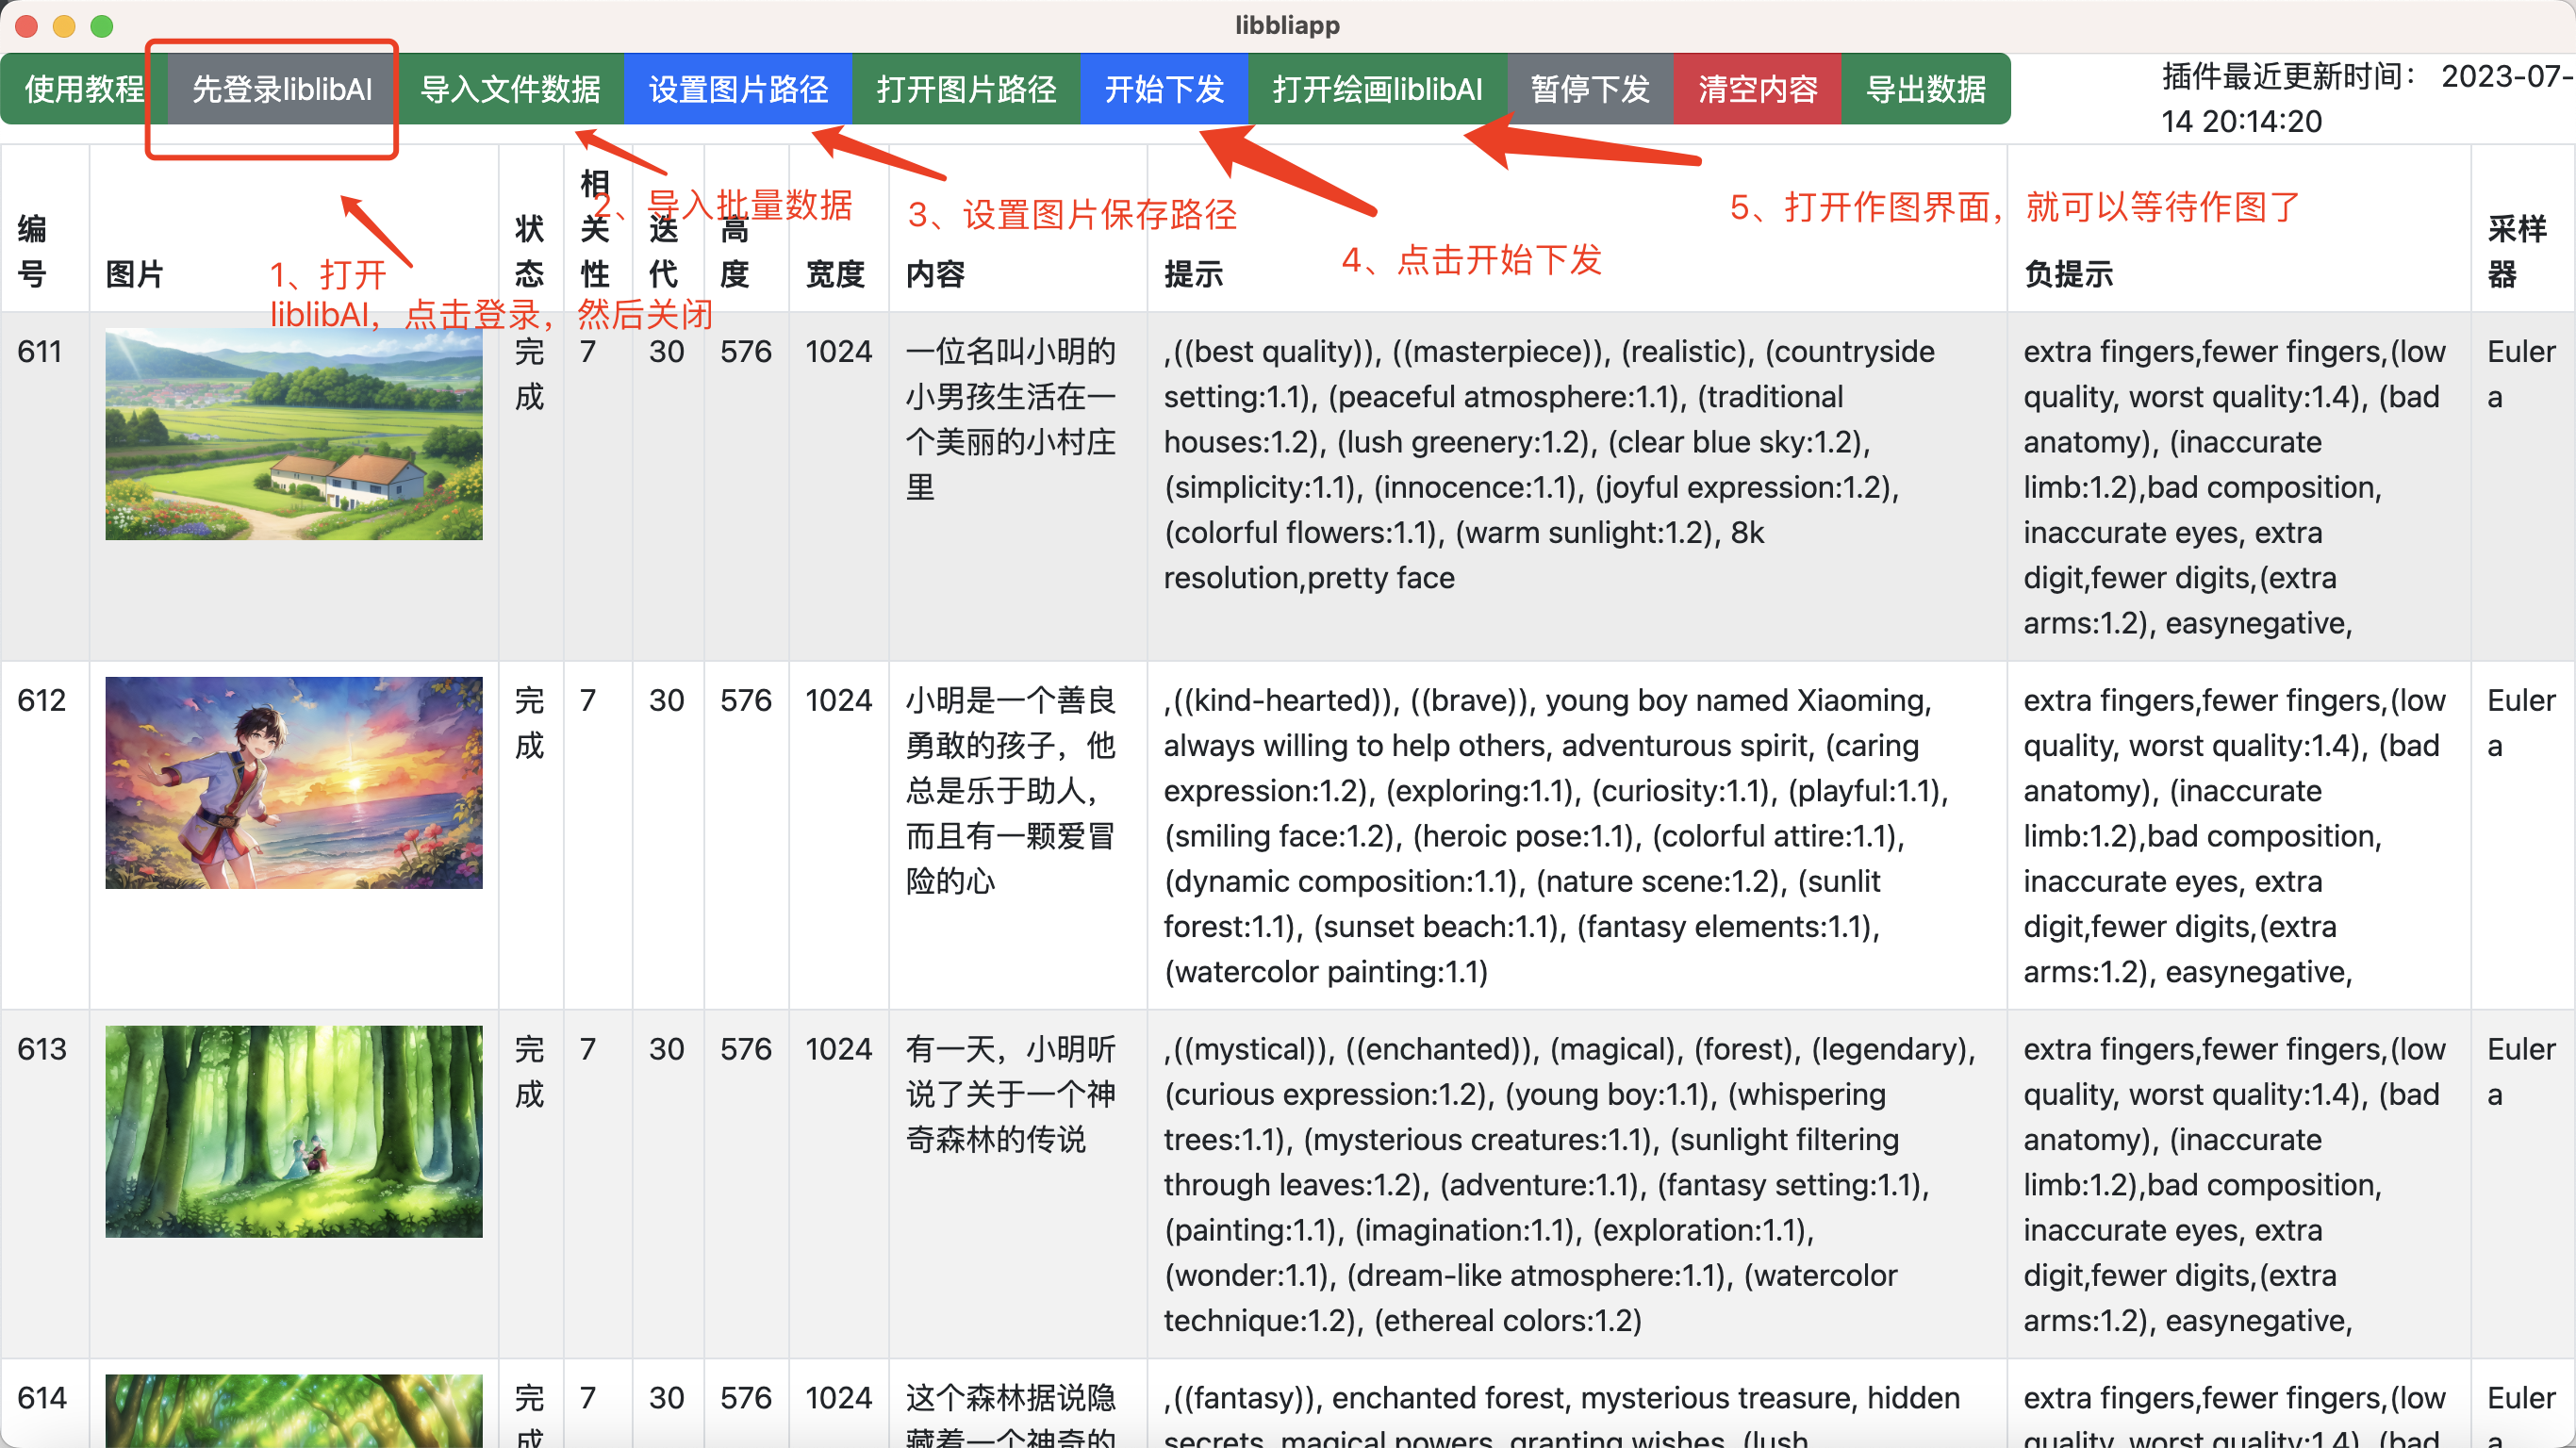 libbliapp
使用教程 先登录liblibAI 导入文件数据 设置图片路径 打开图片路径 开始下发 打开绘画liblibAI 暂停下发 清空内容 导出数据
插件最近更新时间： 2023-07-
14 20:14:20
1、打开
liblibAI，点击登录，然后关闭
2、导入批量数据
3、设置图片保存路径
4、点击开始下发
5、打开作图界面，就可以等待作图了
编
号
图片
状
态
相
关
性
迭
代
高
度
宽度
内容
提示
负提示
采样
器
611
完
成
7
30
576
1024
一位名叫小明的
小男孩生活在一
个美丽的小村庄
里
,((best quality)), ((masterpiece)), (realistic), (countryside
setting:1.1), (peaceful atmosphere:1.1), (traditional
houses:1.2), (lush greenery:1.2), (clear blue sky:1.2),
(simplicity:1.1), (innocence:1.1), (joyful expression:1.2),
(colorful flowers:1.1), (warm sunlight:1.2), 8k
resolution,pretty face
extra fingers,fewer fingers,(low
quality, worst quality:1.4), (bad
anatomy), (inaccurate
limb:1.2),bad composition,
inaccurate eyes, extra
digit,fewer digits,(extra
arms:1.2), easynegative,
Euler
a
612
完
成
7
30
576
1024
小明是一个善良
勇敢的孩子，他
总是乐于助人，
而且有一颗爱冒
险的心
,((kind-hearted)), ((brave)), young boy named Xiaoming,
always willing to help others, adventurous spirit, (caring
expression:1.2), (exploring:1.1), (curiosity:1.1), (playful:1.1),
(smiling face:1.2), (heroic pose:1.1), (colorful attire:1.1),
(dynamic composition:1.1), (nature scene:1.2), (sunlit
forest:1.1), (sunset beach:1.1), (fantasy elements:1.1),
(watercolor painting:1.1)
extra fingers,fewer fingers,(low
quality, worst quality:1.4), (bad
anatomy), (inaccurate
limb:1.2),bad composition,
inaccurate eyes, extra
digit,fewer digits,(extra
arms:1.2), easynegative,
Euler
a
613
完
成
7
30
576
1024
有一天，小明听
说了关于一个神
奇森林的传说
,((mystical)), ((enchanted)), (magical), (forest), (legendary),
(curious expression:1.2), (young boy:1.1), (whispering
trees:1.1), (mysterious creatures:1.1), (sunlight filtering
through leaves:1.2), (adventure:1.1), (fantasy setting:1.1),
(painting:1.1), (imagination:1.1), (exploration:1.1),
(wonder:1.1), (dream-like atmosphere:1.1), (watercolor
technique:1.2), (ethereal colors:1.2)
extra fingers,fewer fingers,(low
quality, worst quality:1.4), (bad
anatomy), (inaccurate
limb:1.2),bad composition,
inaccurate eyes, extra
digit,fewer digits,(extra
arms:1.2), easynegative,
Euler
a
614
完
成
7
30
576
1024
这个森林据说隐
藏着一个神奇的
,((fantasy)), enchanted forest, mysterious treasure, hidden
secrets, magical powers, granting wishes, (lush
extra fingers,fewer fingers,(low
quality, worst quality:1.4), (bad
Euler
a